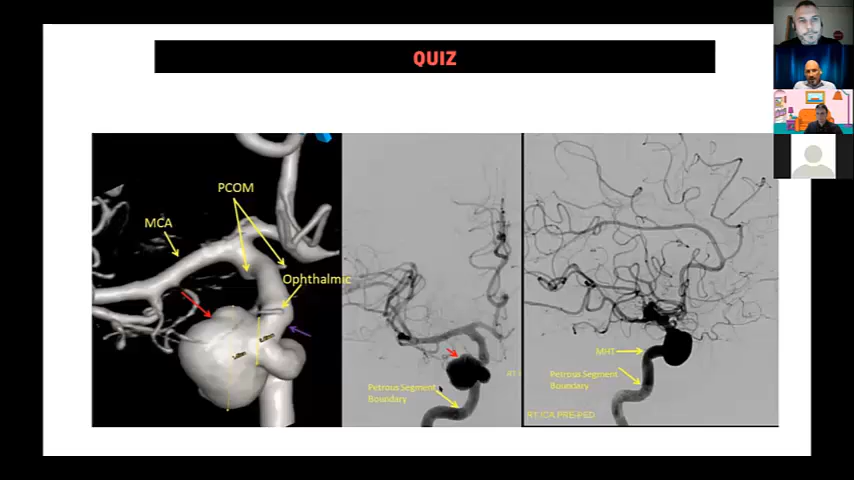 QUIZ
PCOM
MCA
Ophthalmic
Petrous Segment
Boundary
MHT
Petrous Segment
Boundary
RT ICA PRE-PED